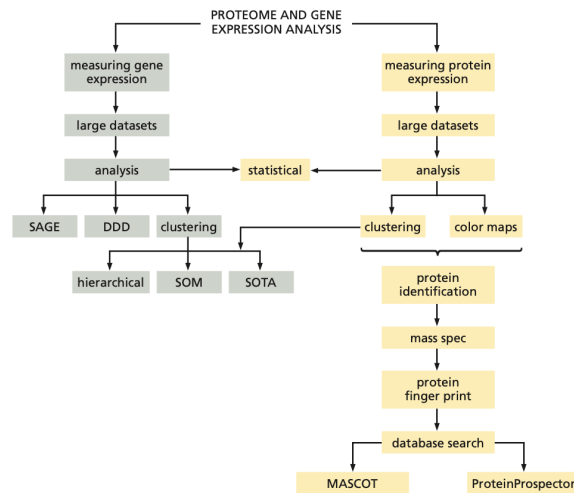 PROTEOME AND GENE
EXPRESSION ANALYSIS
measuring gene
expression
measuring protein
expression
large datasets
large datasets
analysis
statistical
analysis
SAGE
DDD
clustering
clustering
color maps
hierarchical
SOM
SOTA
protein
identification
mass spec
protein
finger print
database search
MASCOT
ProteinProspector